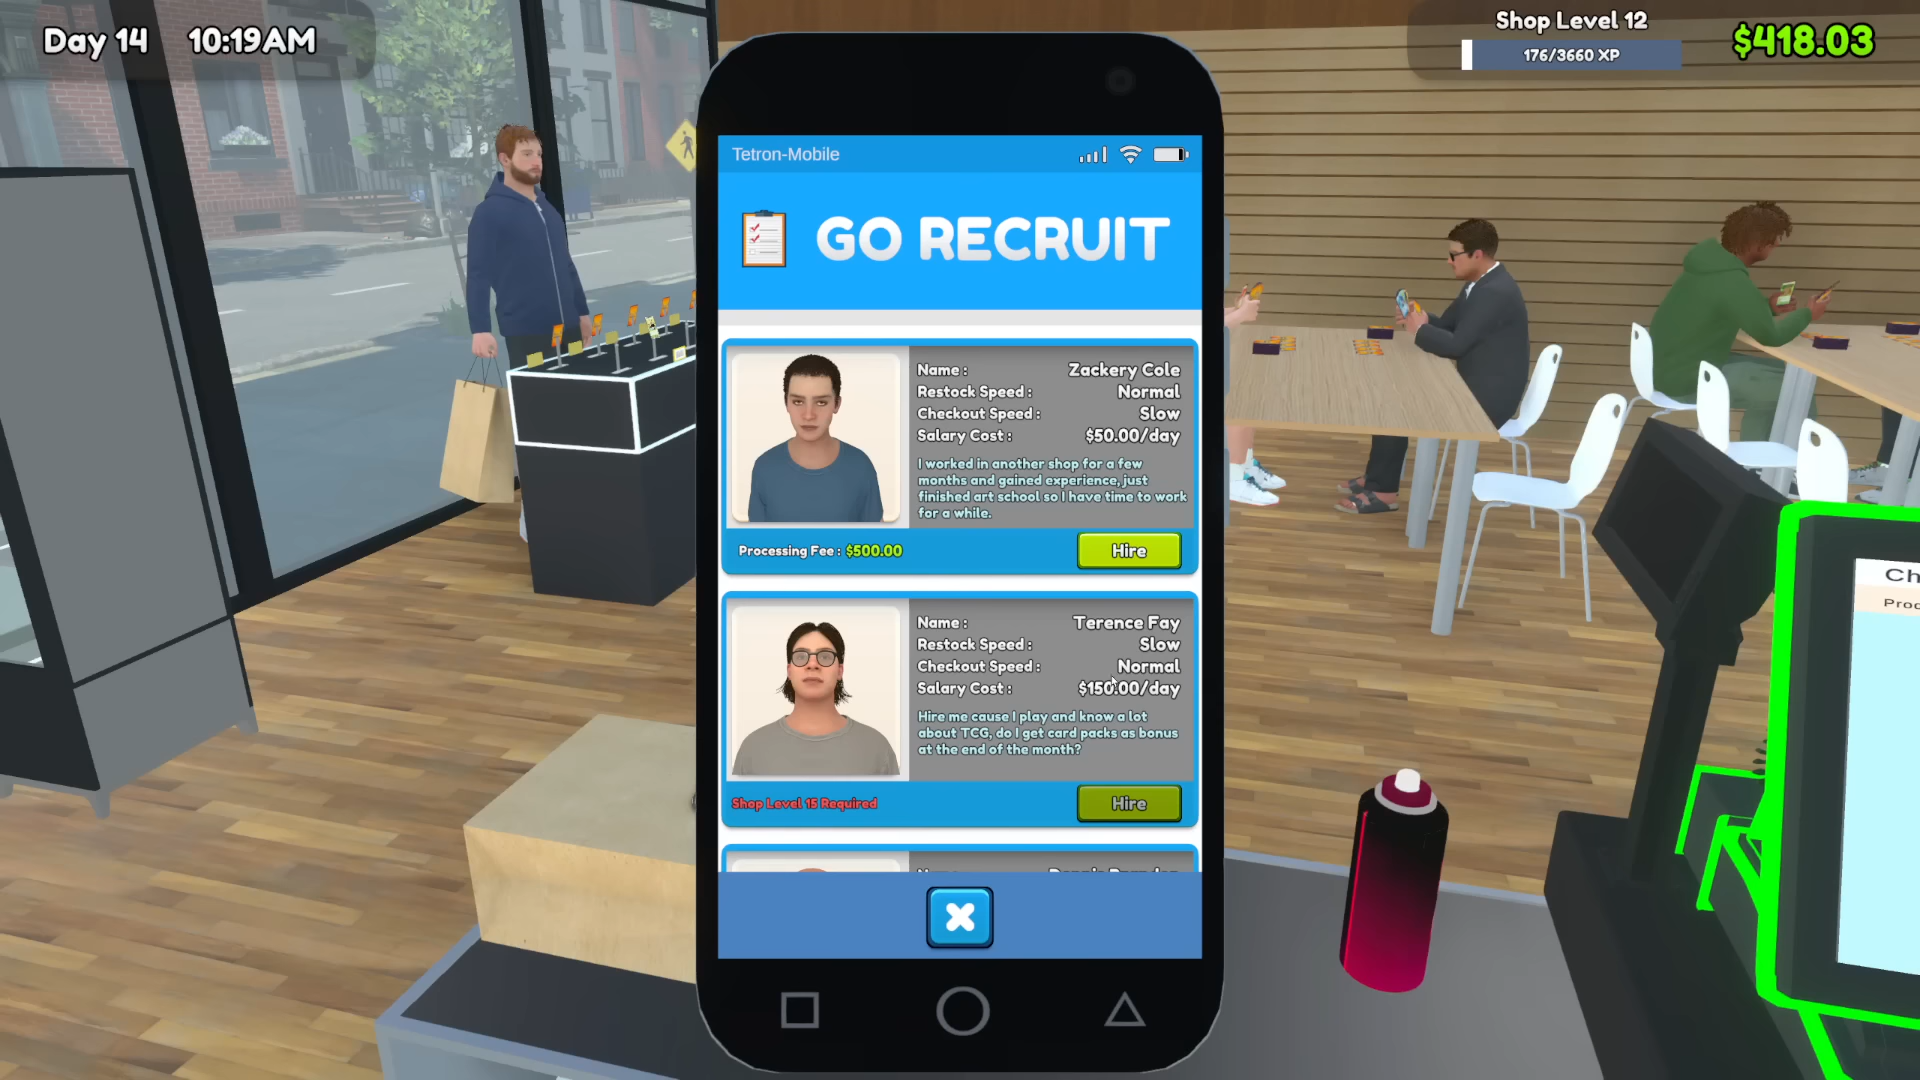 Day 14 10:19AM
Shop Level 12
176/3660 XP
$418.03
Tetron-Mobile
GO RECRUIT
Name : Zackery Cole
Restock Speed : Normal
Checkout Speed : Slow
Salary Cost : $50.00/day
I worked in another shop for a few
months and gained experience, just
finished art school so I have time to work
for a while.
Processing Fee : $500.00
Hire
Name : Terence Fay
Restock Speed : Slow
Checkout Speed : Normal
Salary Cost : $150.00/day
Hire me cause I play and know a lot
about TCG, do I get card packs as bonus
at the end of the month?
Shop Level 15 Required
Hire